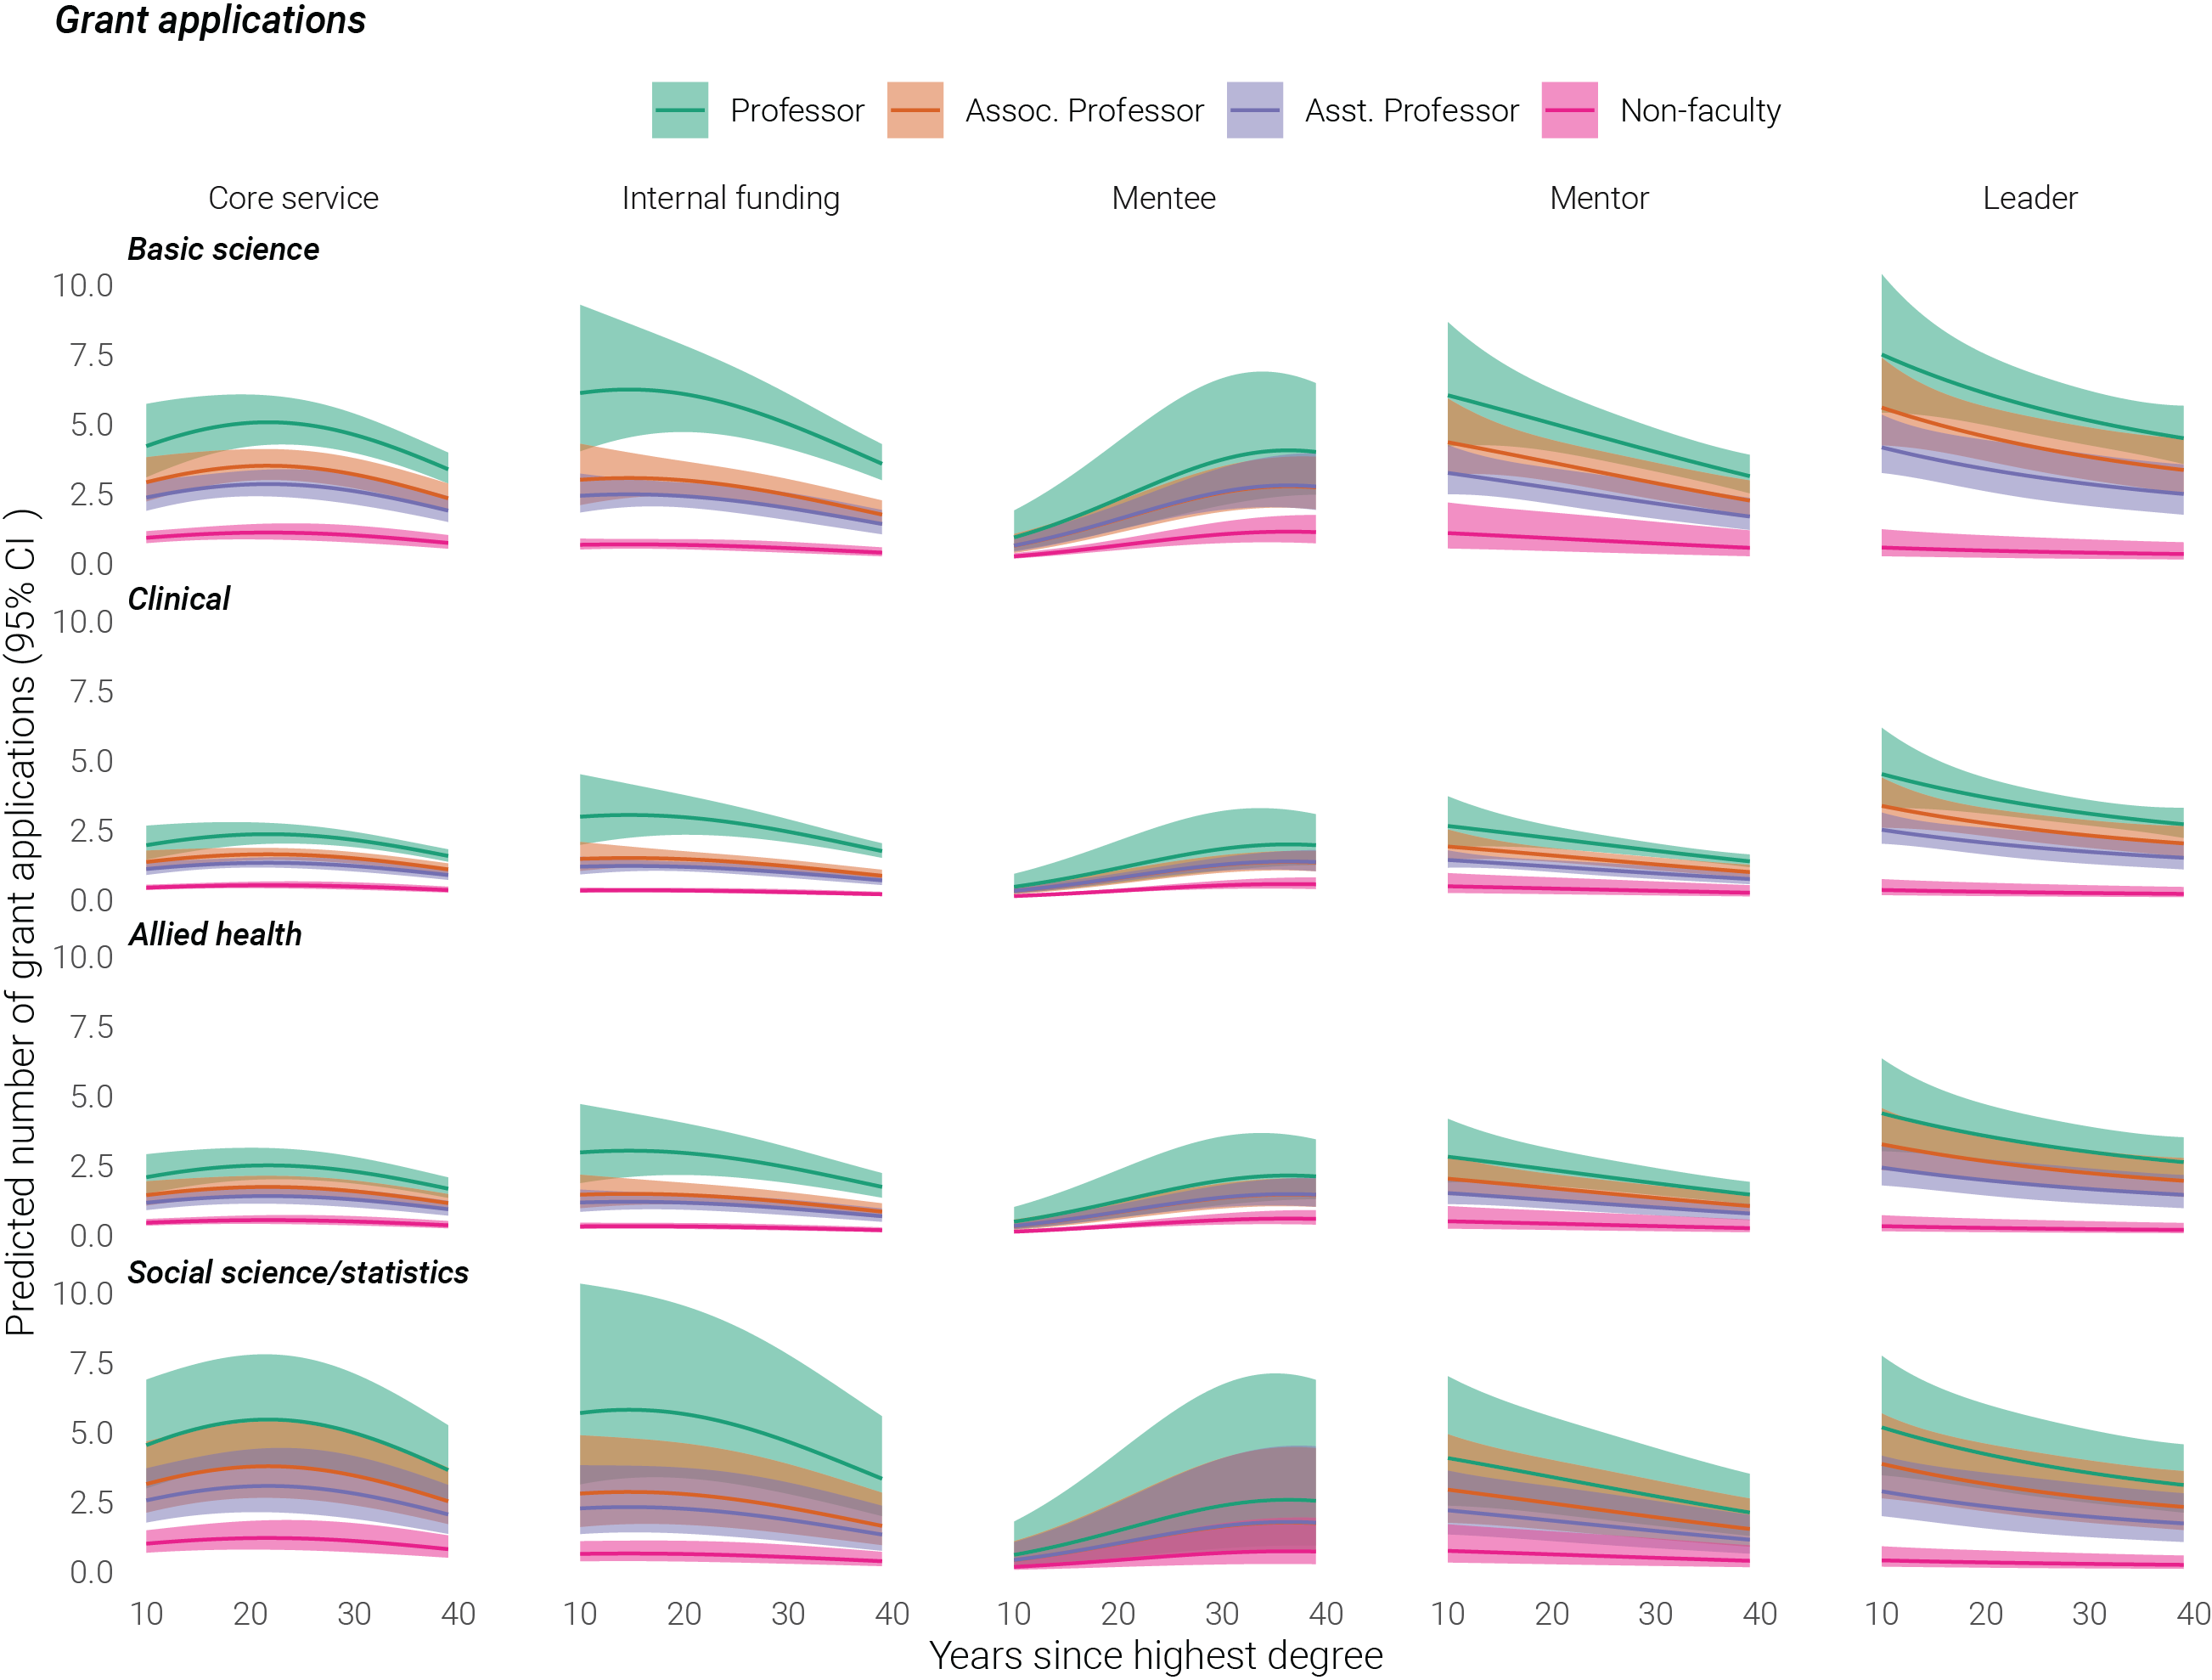 Grant applications
Professor Assoc. Professor Asst. Professor Non-faculty
Core service Internal funding Mentee Mentor Leader
Predicted number of grant applications (95% CI )
Basic science
10.0
7.5
5.0
2.5
0.0
Clinical
10.0
7.5
5.0
2.5
0.0
Allied health
10.0
7.5
5.0
2.5
0.0
Social science/statistics
10.0
7.5
5.0
2.5
0.0
10 20 30 40 10 20 30 40 10 20 30 40 10 20 30 40 10 20 30 40
Years since highest degree